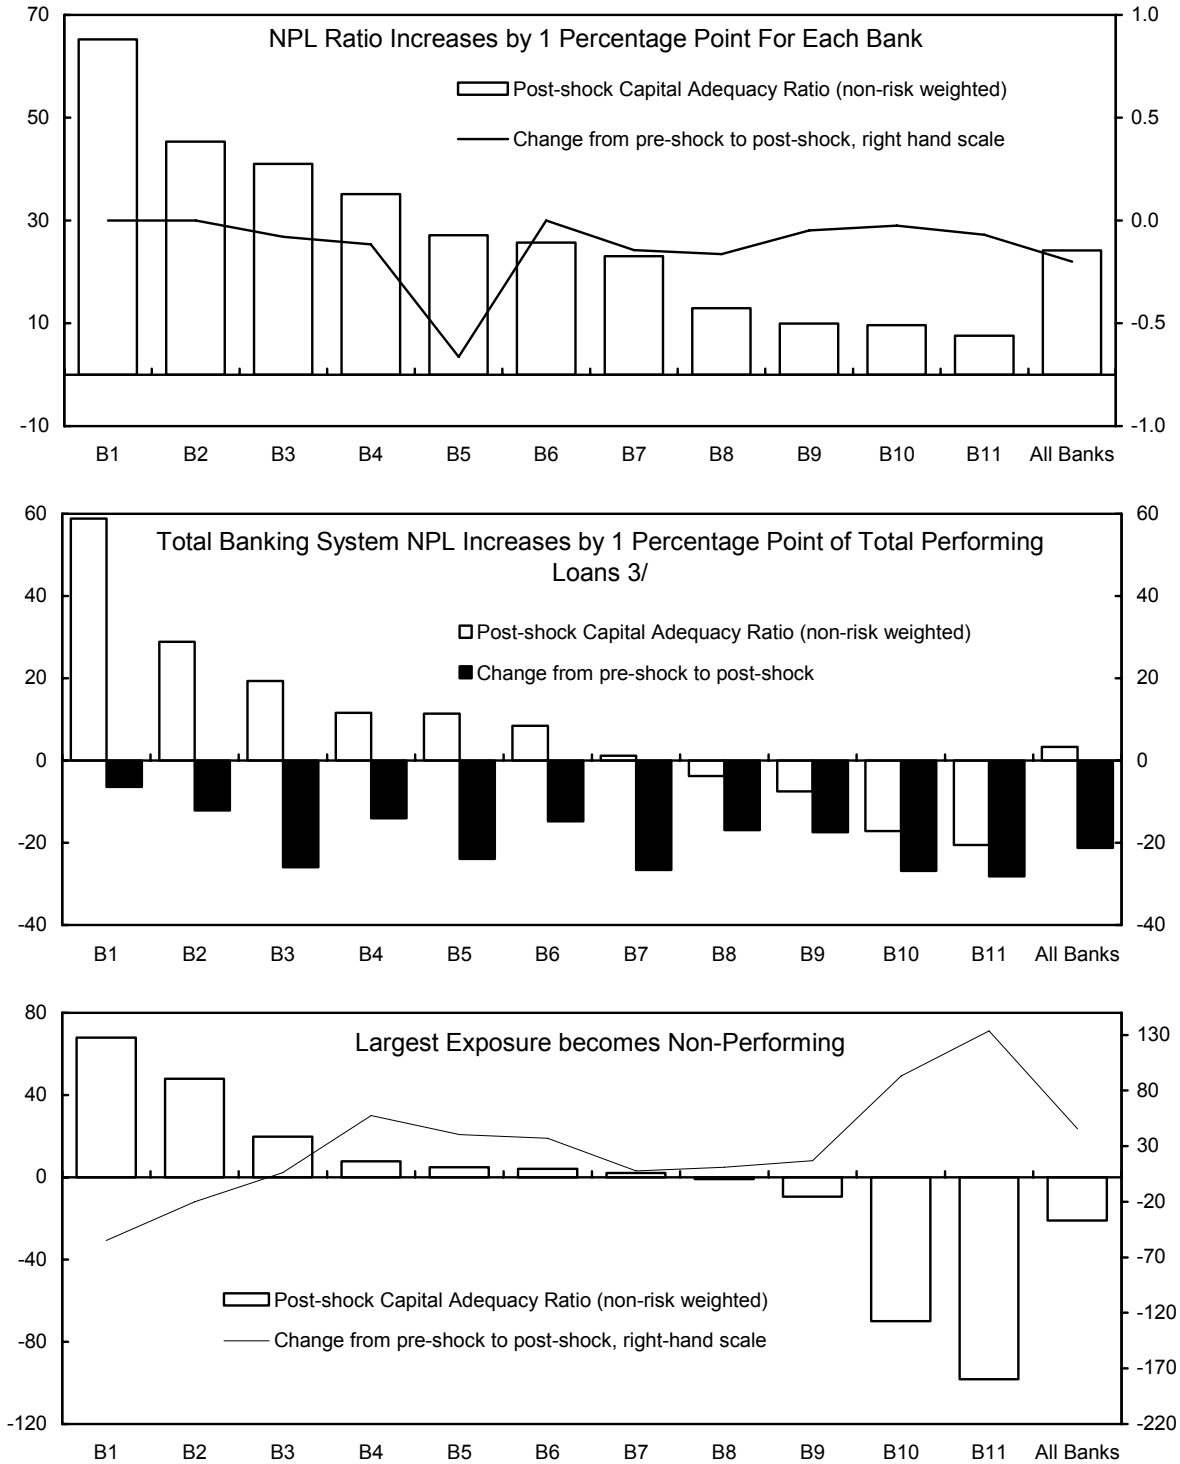 70 1.0
NPL Ratio Increases by 1 Percentage Point For Each Bank
Post-shock Capital Adequacy Ratio (non-risk weighted)
50 0.5
Change from pre-shock to post-shock, right hand scale
30 0.0
10 -0.5
-10 -1.0
B1 B2 B3 B4 B5 B6 B7 B8 B9 B10 B11 All Banks
60 60
Total Banking System NPL Increases by 1 Percentage Point of Total Performing
Loans 3/
40 40
Post-shock Capital Adequacy Ratio (non-risk weighted)
Change from pre-shock to post-shock
20 20
0 0
-20 -20
-40 -40
B1 B2 B3 B4 B5 B6 B7 B8 B9 B10 B11 All Banks
80
130
Largest Exposure becomes Non-Performing
40 80
30
0
-20
-40
-70
Post-shock Capital Adequacy Ratio (non-risk weighted)
-120
Change from pre-shock to post-shock, right-hand scale
-80
-170
-120 -220
B1 B2 B3 B4 B5 B6 B7 B8 B9 B10 B11 All Banks